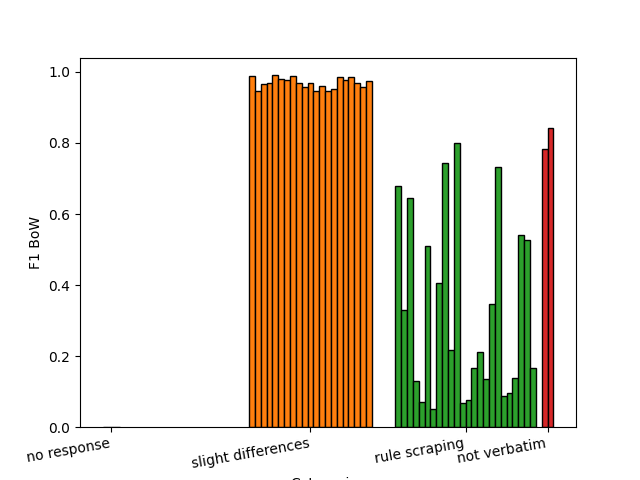 1.0
0.8
0.6
0.4
0.2
0.0
F1 BoW
no response
slight differences
rule scraping
not verbatim